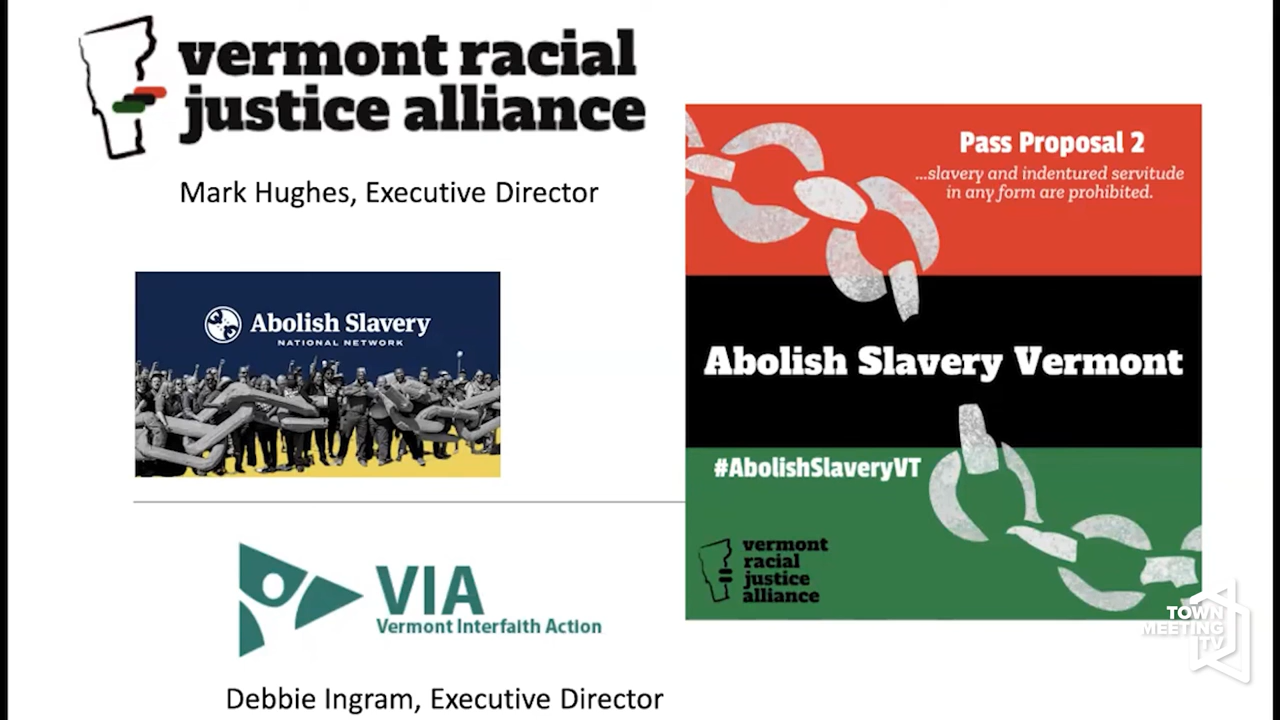 vermont racial
justice alliance
Mark Hughes, Executive Director
Abolish Slavery
NATIONAL NETWORK
VIA
Vermont Interfaith Action
Debbie Ingram, Executive Director
Pass Proposal 2
...slavery and indentured servitude
in any form are prohibited.
Abolish Slavery Vermont
#AbolishSlaveryVT
vermont
racial
justice
alliance
TOWN
MEETING
TV